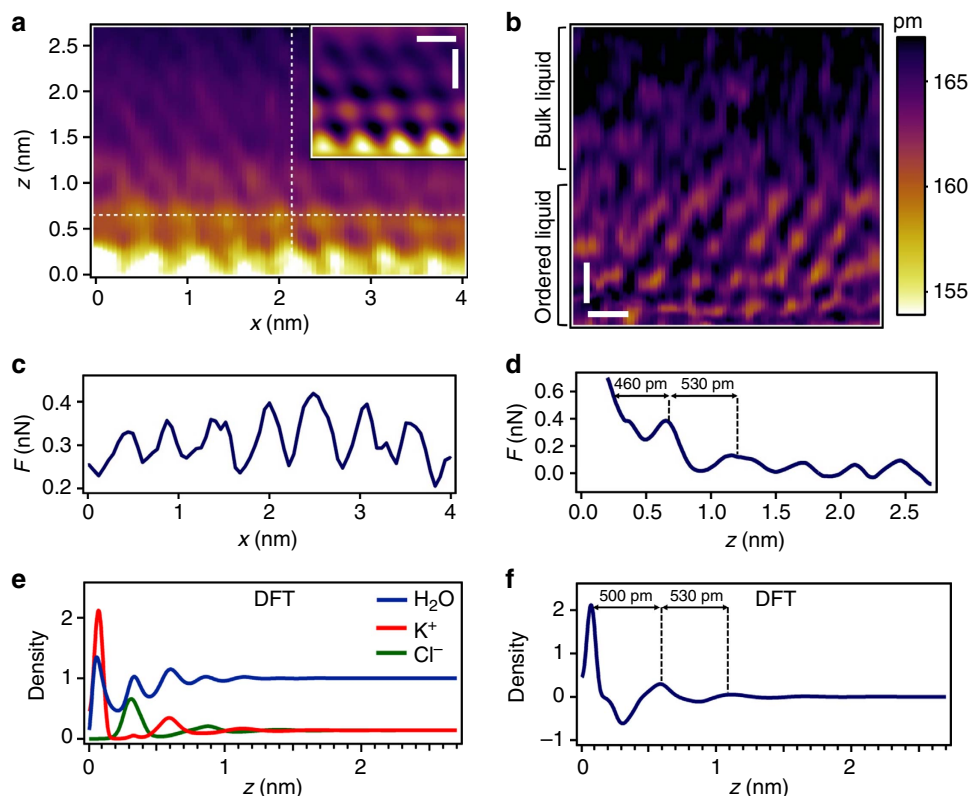 a
b
pm
2.5
2.0
1.5
1.0
0.5
0.0
z (nm)
0 1 2 3 4
x (nm)
Bulk liquid
Ordered liquid
165
160
155
c
0.4
0.3
0.2
F (nN)
0 1 2 3 4
x (nm)
d
460 pm 530 pm
0.6
0.4
0.2
0.0
F (nN)
0.0 0.5 1.0 1.5 2.0 2.5
z (nm)
e
DFT
H₂O
K⁺
Cl⁻
2
1
0
Density
0 1 2
z (nm)
f
500 pm 530 pm DFT
2
1
0
−1
Density
0 1 2
z (nm)